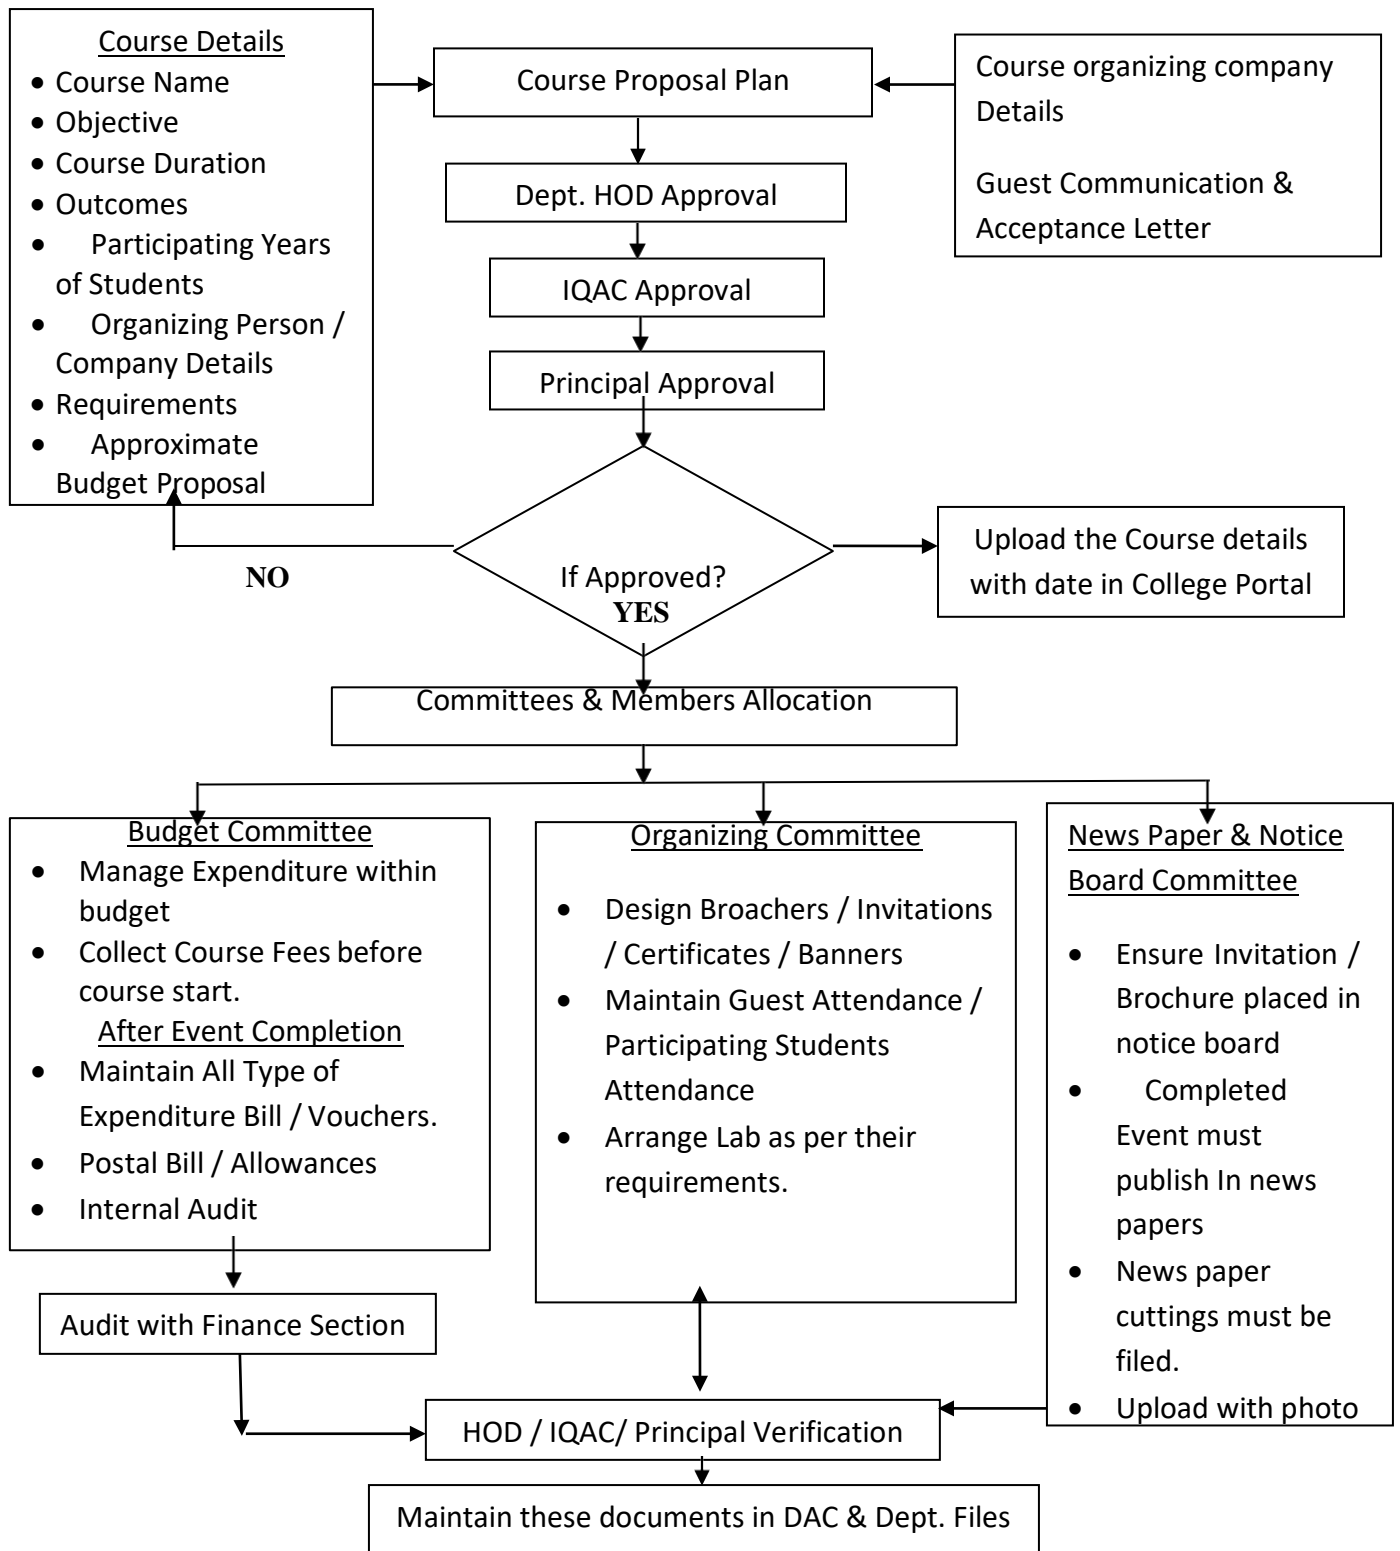 Course Details
• Course Name
• Objective
• Course Duration
• Outcomes
• Participating Years
of Students
• Organizing Person /
Company Details
• Requirements
• Approximate
Budget Proposal
Course Proposal Plan
Course organizing company
Details
Guest Communication &
Acceptance Letter
Dept. HOD Approval
IQAC Approval
Principal Approval
If Approved?
NO
YES
Upload the Course details
with date in College Portal
Committees & Members Allocation
Budget Committee
• Manage Expenditure within
budget
• Collect Course Fees before
course start.
After Event Completion
• Maintain All Type of
Expenditure Bill / Vouchers.
• Postal Bill / Allowances
• Internal Audit
Organizing Committee
• Design Broachers / Invitations
/ Certificates / Banners
• Maintain Guest Attendance /
Participating Students
Attendance
• Arrange Lab as per their
requirements.
News Paper & Notice
Board Committee
• Ensure Invitation /
Brochure placed in
notice board
• Completed
Event must
publish In news
papers
• News paper
cuttings must be
filed.
• Upload with photo
Audit with Finance Section
HOD / IQAC/ Principal Verification
Maintain these documents in DAC & Dept. Files